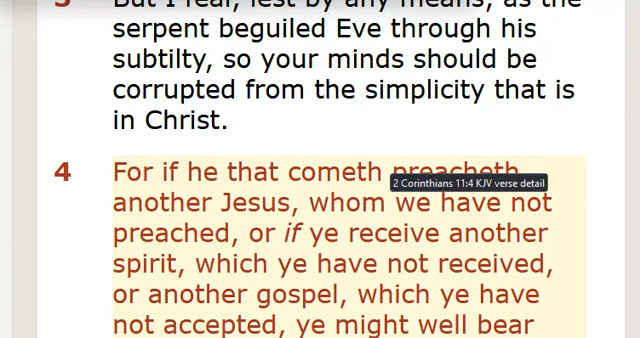 3 But I fear, lest by any means, as the
serpent beguiled Eve through his
subtilty, so your minds should be
corrupted from the simplicity that is
in Christ.
4 For if he that cometh preacheth
2 Corinthians 11:4 KJV verse detail
another Jesus, whom we have not
preached, or if ye receive another
spirit, which ye have not received,
or another gospel, which ye have
not accepted, ye might well bear